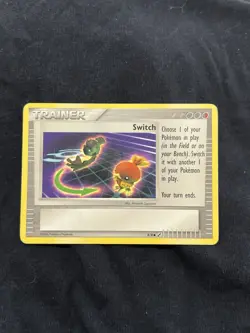 TRAINER
Switch
Choose 1 of your
Pokémon in play
(in the Field or on
your Bench). Switch
it with another 1
of your Pokémon
in play.
Your turn ends.